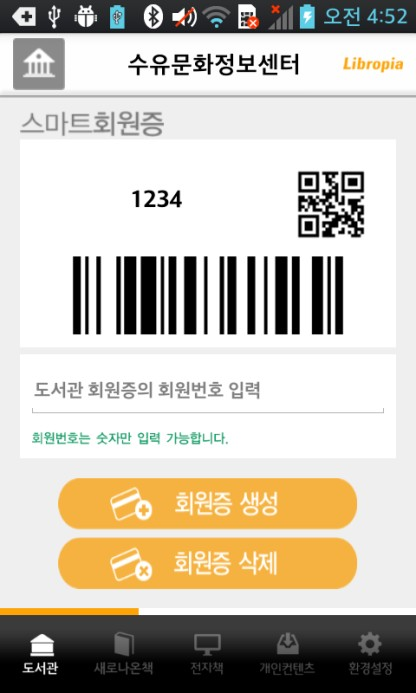 오전 4:52
수유문화정보센터
Libropia
스마트회원증
1234
도서관 회원증의 회원번호 입력
회원번호는 숫자만 입력 가능합니다.
회원증 생성
회원증 삭제
도서관 새로나온책 전자책 개인컨텐츠 환경설정